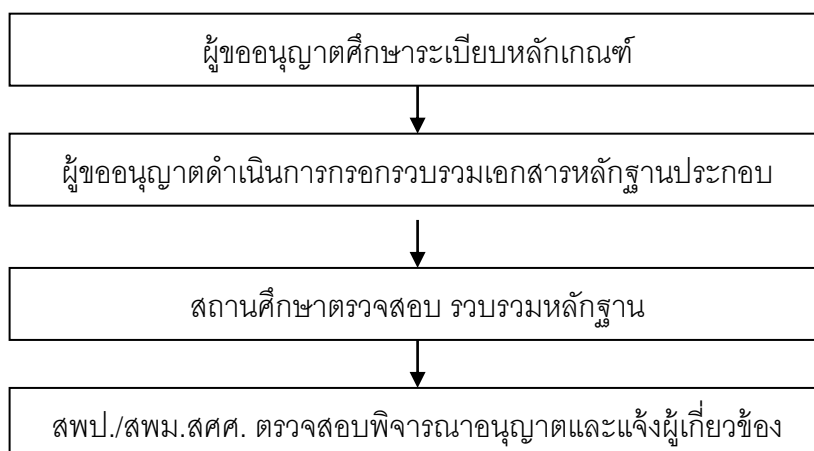 ผู้ขออนุญาตศึกษาระเบียบหลักเกณฑ์
ผู้ขออนุญาตดำเนินการกรอกรวบรวมเอกสารหลักฐานประกอบ
สถานศึกษาตรวจสอบ รวบรวมหลักฐาน
สพป./สพม.สศศ. ตรวจสอบพิจารณาอนุญาตและแจ้งผู้เกี่ยวข้อง